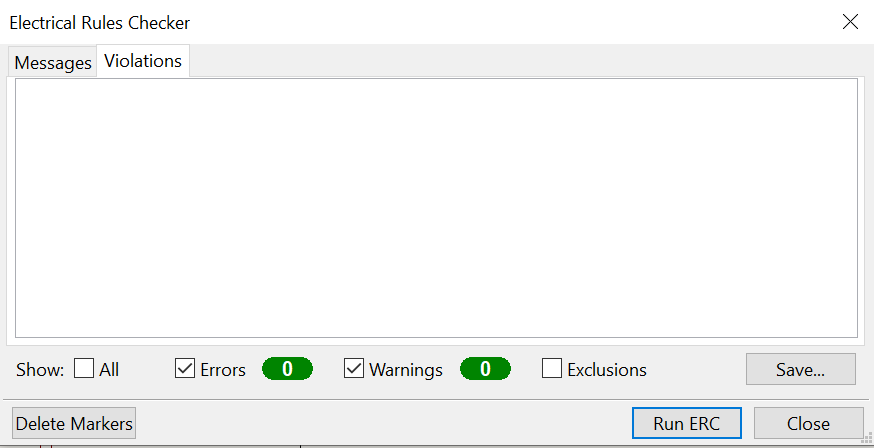 Electrical Rules Checker
Messages Violations
Show: All Errors 0 Warnings 0 Exclusions Save...
Delete Markers Run ERC Close